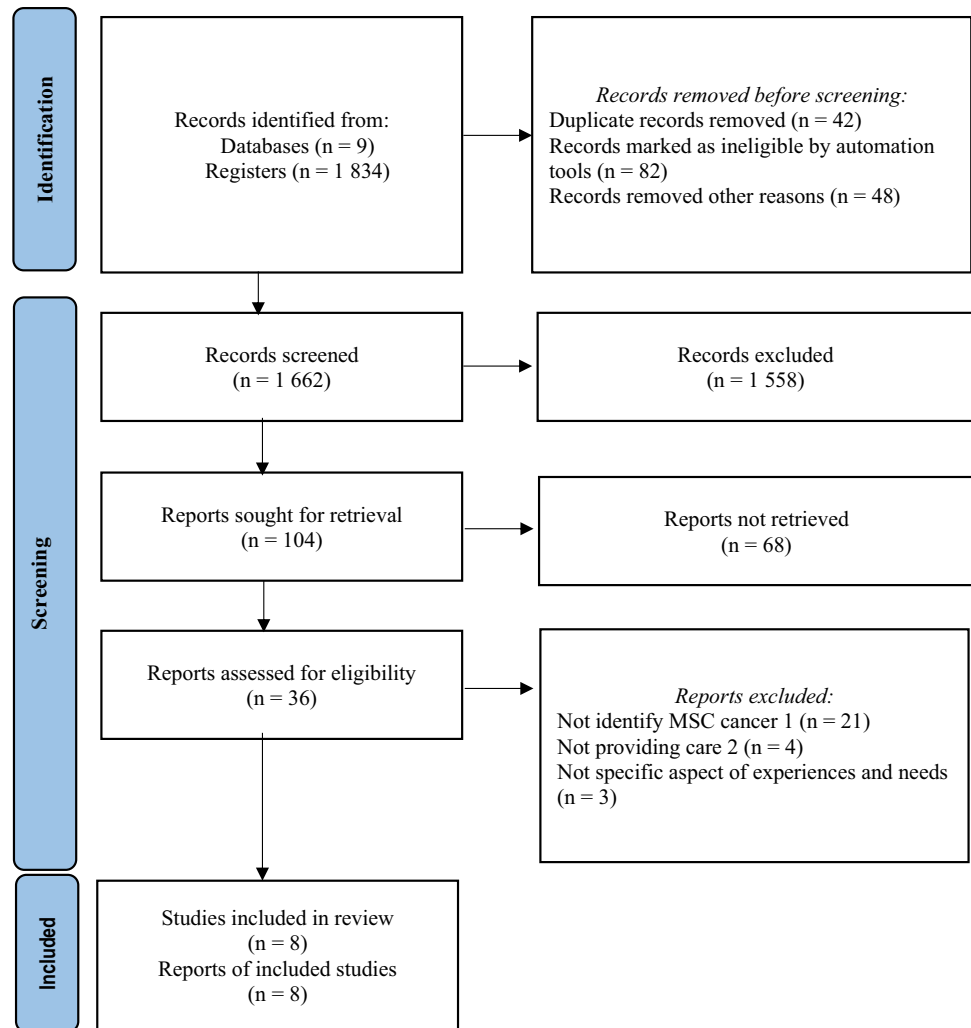 Identification
Records identified from:
Databases (n = 9)
Registers (n = 1 834)
Records removed before screening:
Duplicate records removed (n = 42)
Records marked as ineligible by automation
tools (n = 82)
Records removed other reasons (n = 48)
Screening
Records screened
(n = 1 662)
Records excluded
(n = 1 558)
Reports sought for retrieval
(n = 104)
Reports not retrieved
(n = 68)
Reports assessed for eligibility
(n = 36)
Reports excluded:
Not identify MSC cancer 1 (n = 21)
Not providing care 2 (n = 4)
Not specific aspect of experiences and needs
(n = 3)
Included
Studies included in review
(n = 8)
Reports of included studies
(n = 8)